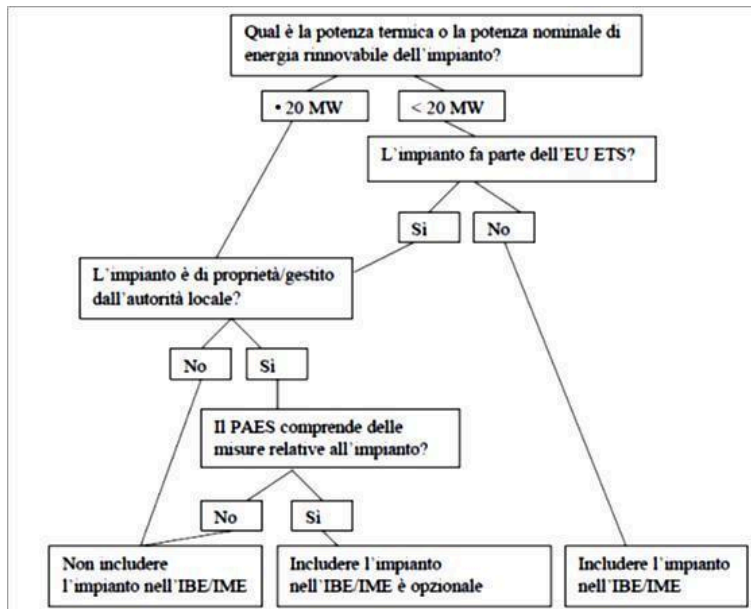 Qual è la potenza termica o la potenza nominale di
energia rinnovabile dell'impianto?
• 20 MW
< 20 MW
L'impianto fa parte dell'EU ETS?
Sì
No
L'impianto è di proprietà/gestito
dall'autorità locale?
No
Sì
Il PAES comprende delle
misure relative all'impianto?
No
Sì
Non includere
l'impianto nell'IBE/IME
Includere l'impianto
nell'IBE/IME è opzionale
Includere l'impianto
nell'IBE/IME